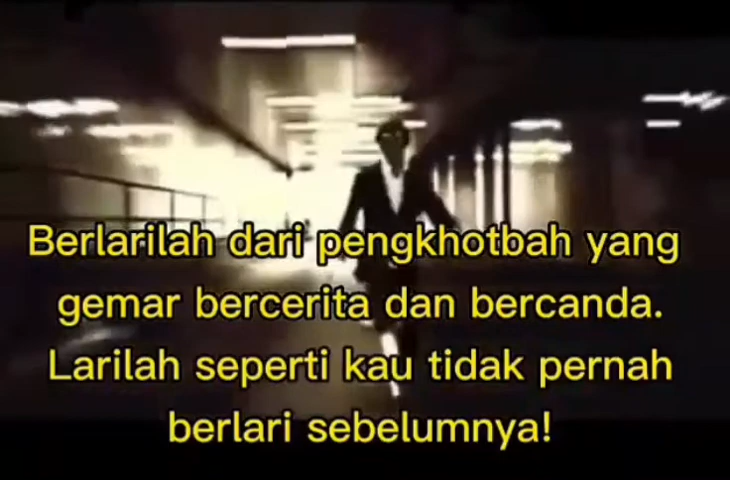 Berlarilah dari pengkhotbah yang
gemar bercerita dan bercanda.
Larilah seperti kau tidak pernah
berlari sebelumnya!